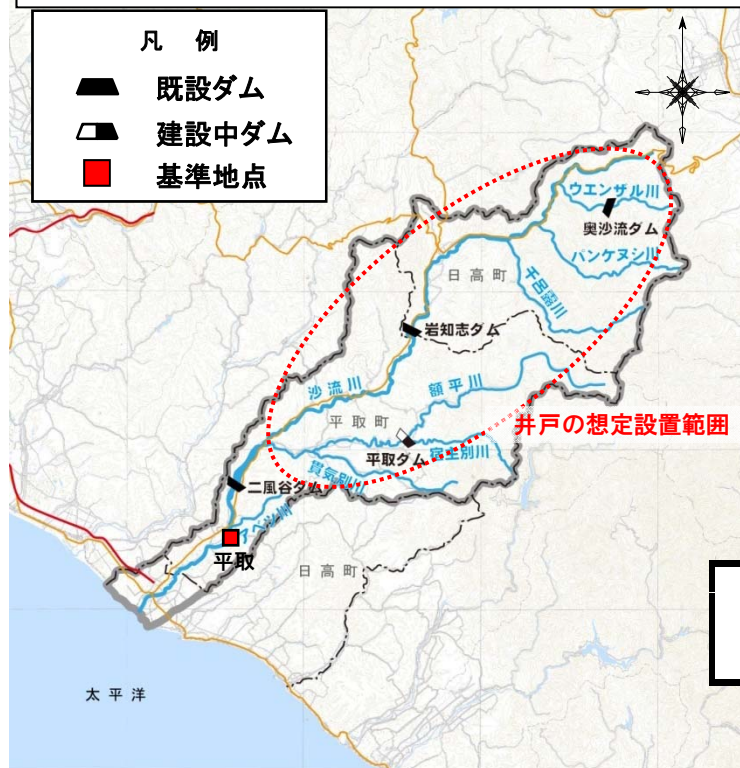 凡 例
既設ダム
建設中ダム
基準地点
ウエンザル川
奥沙流ダム
パンケヌシ川
日高町
千呂露川
岩知志ダム
沙流川
額平川
平取町
井戸の想定設置範囲
平取ダム
宿主別川
貫気別川
二風谷ダム
アベツ川
平取
日高町
太平洋